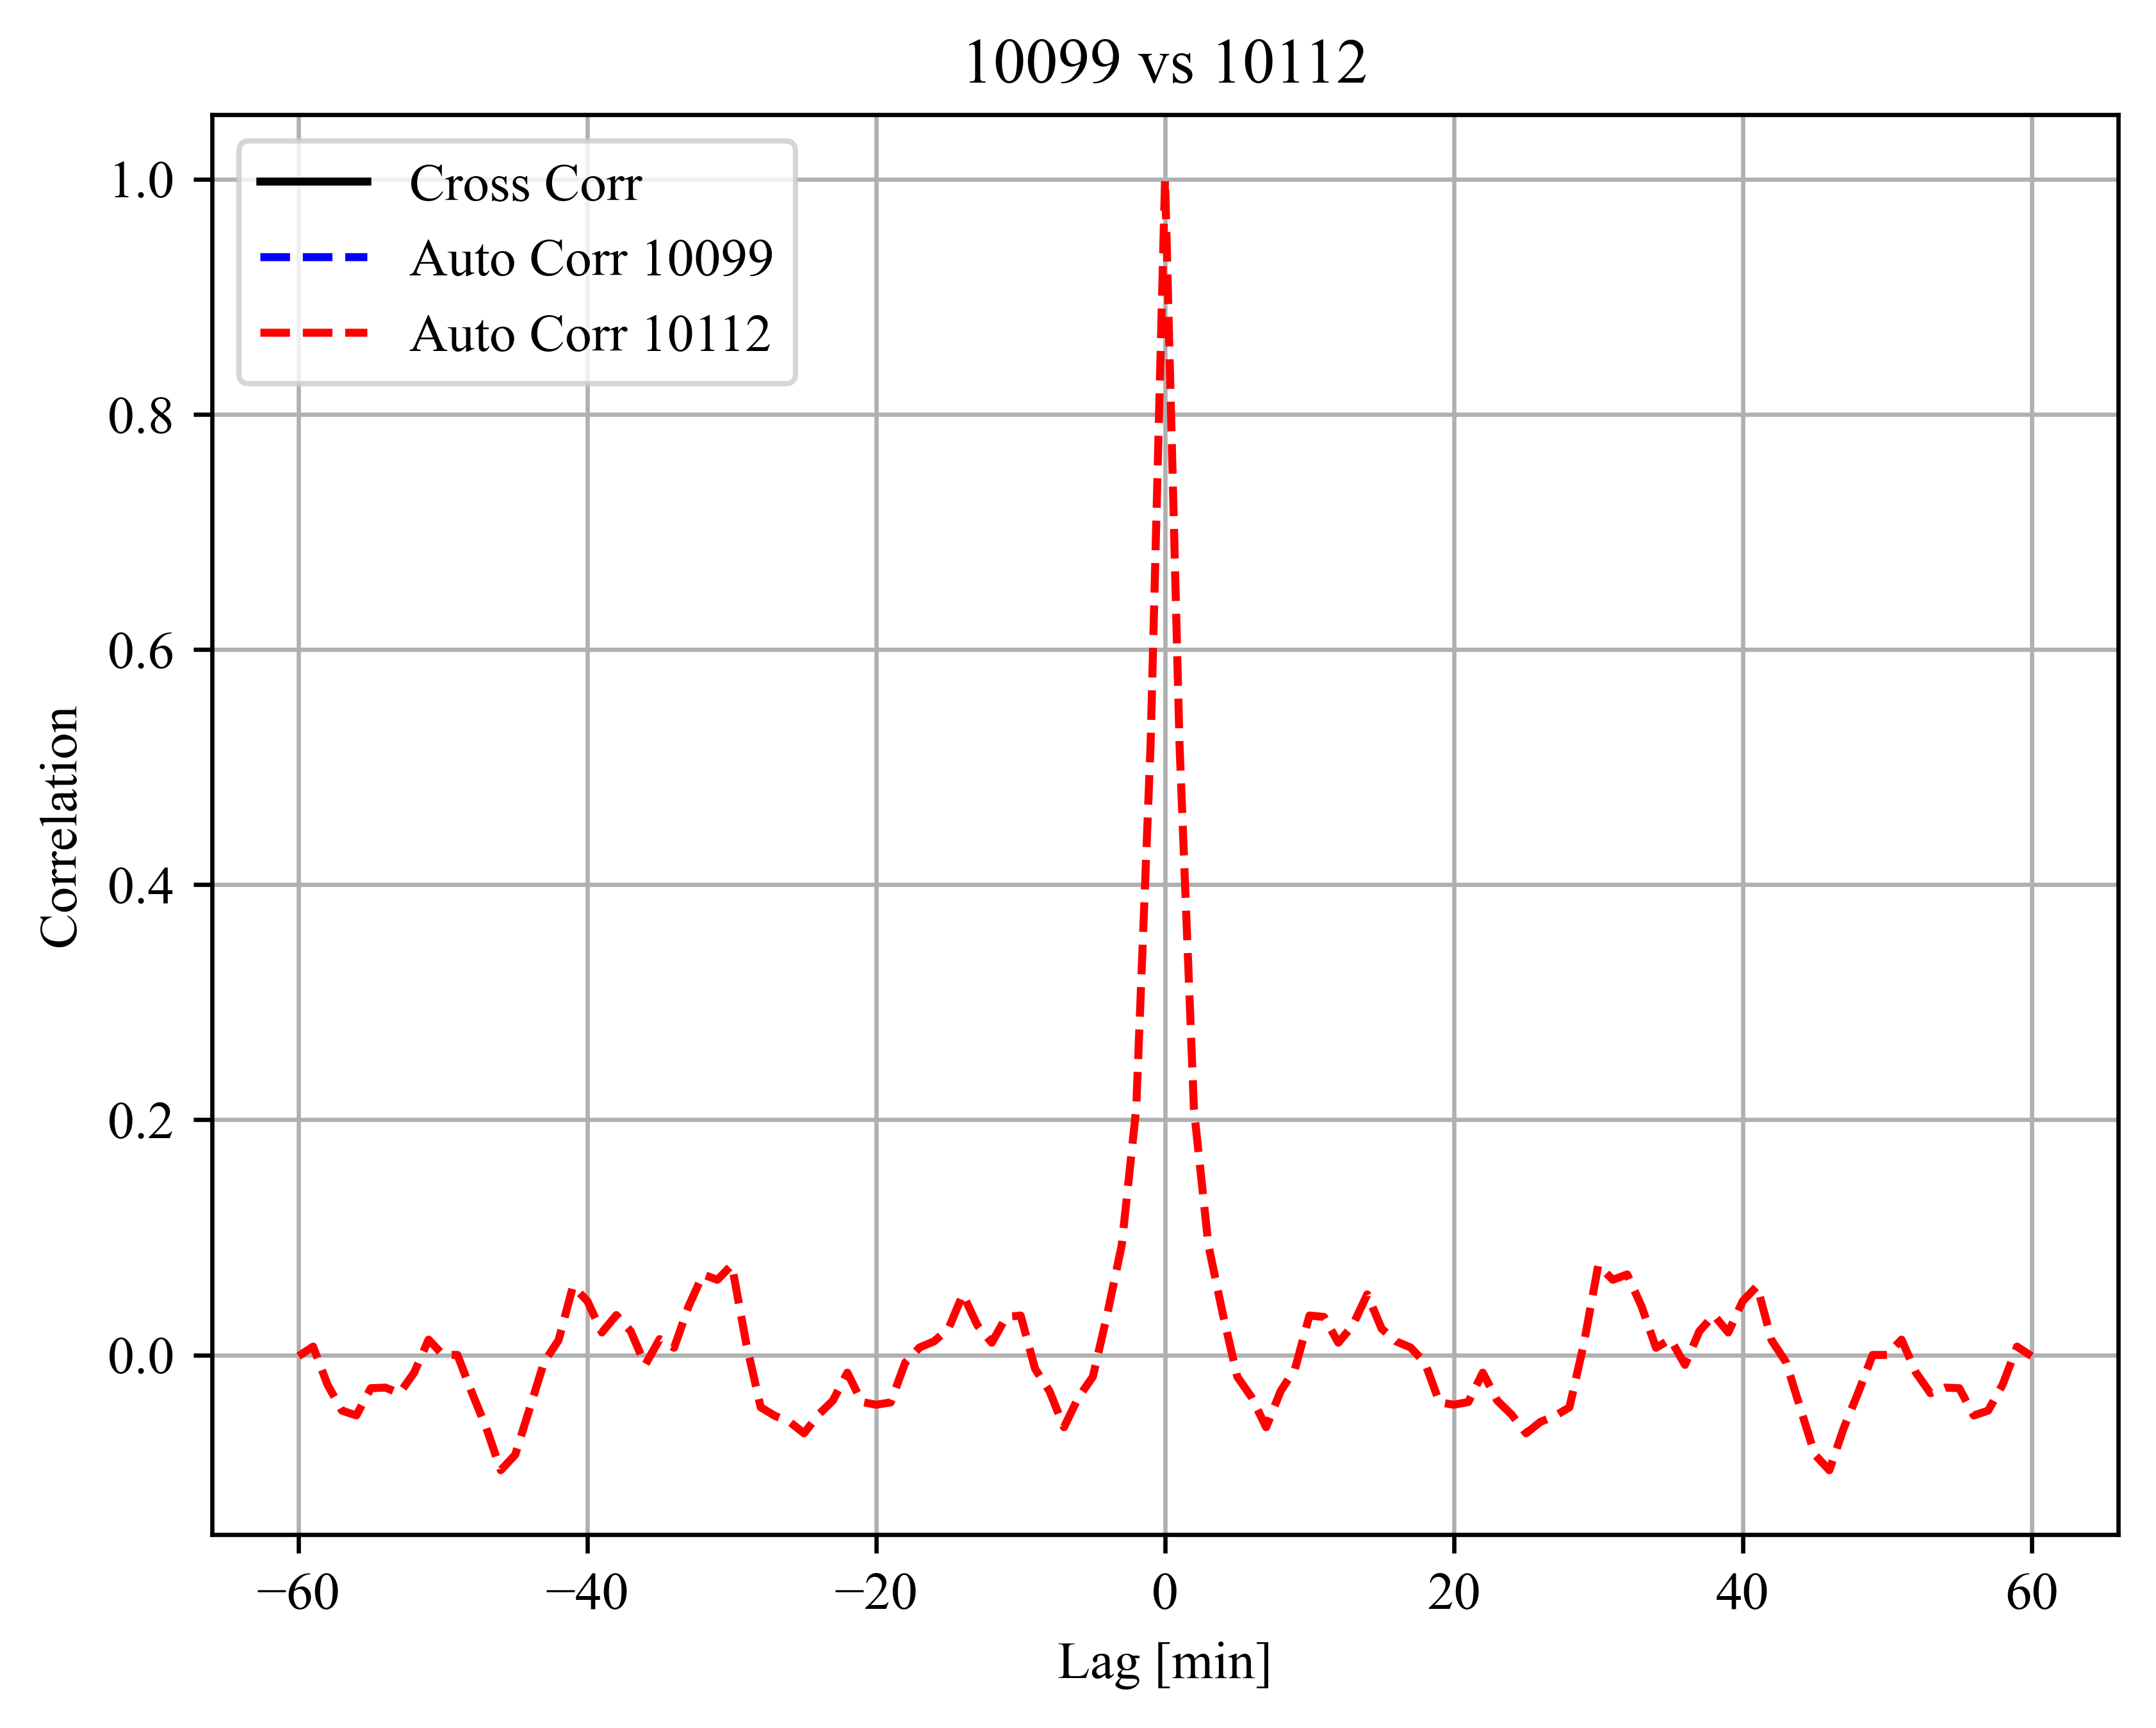 10099 vs 10112
Cross Corr
Auto Corr 10099
Auto Corr 10112
1.0
0.8
0.6
0.4
0.2
0.0
Correlation
−60
−40
−20
0
20
40
60
Lag [min]